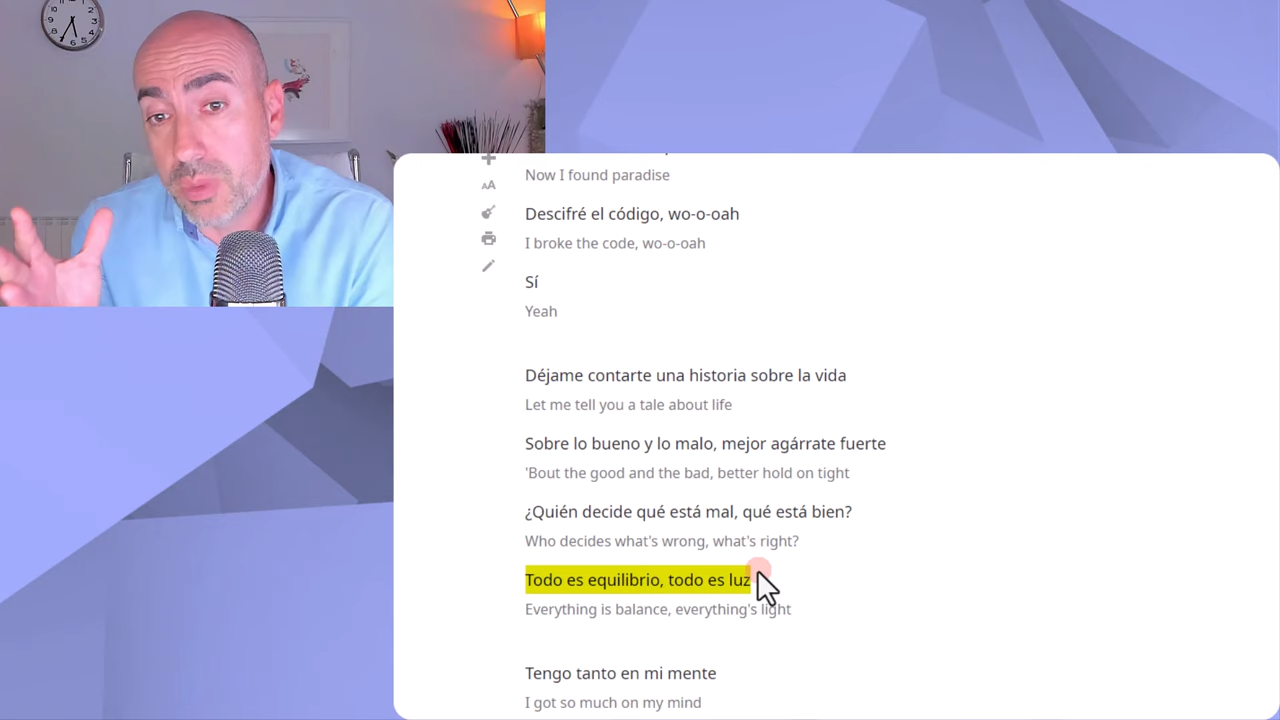 Now I found paradise
Descifré el código, wo-o-oah
I broke the code, wo-o-oah
Sí
Yeah
Déjame contarte una historia sobre la vida
Let me tell you a tale about life
Sobre lo bueno y lo malo, mejor agárrate fuerte
'Bout the good and the bad, better hold on tight
¿Quién decide qué está mal, qué está bien?
Who decides what's wrong, what's right?
Todo es equilibrio, todo es luz
Everything is balance, everything's light
Tengo tanto en mi mente
I got so much on my mind